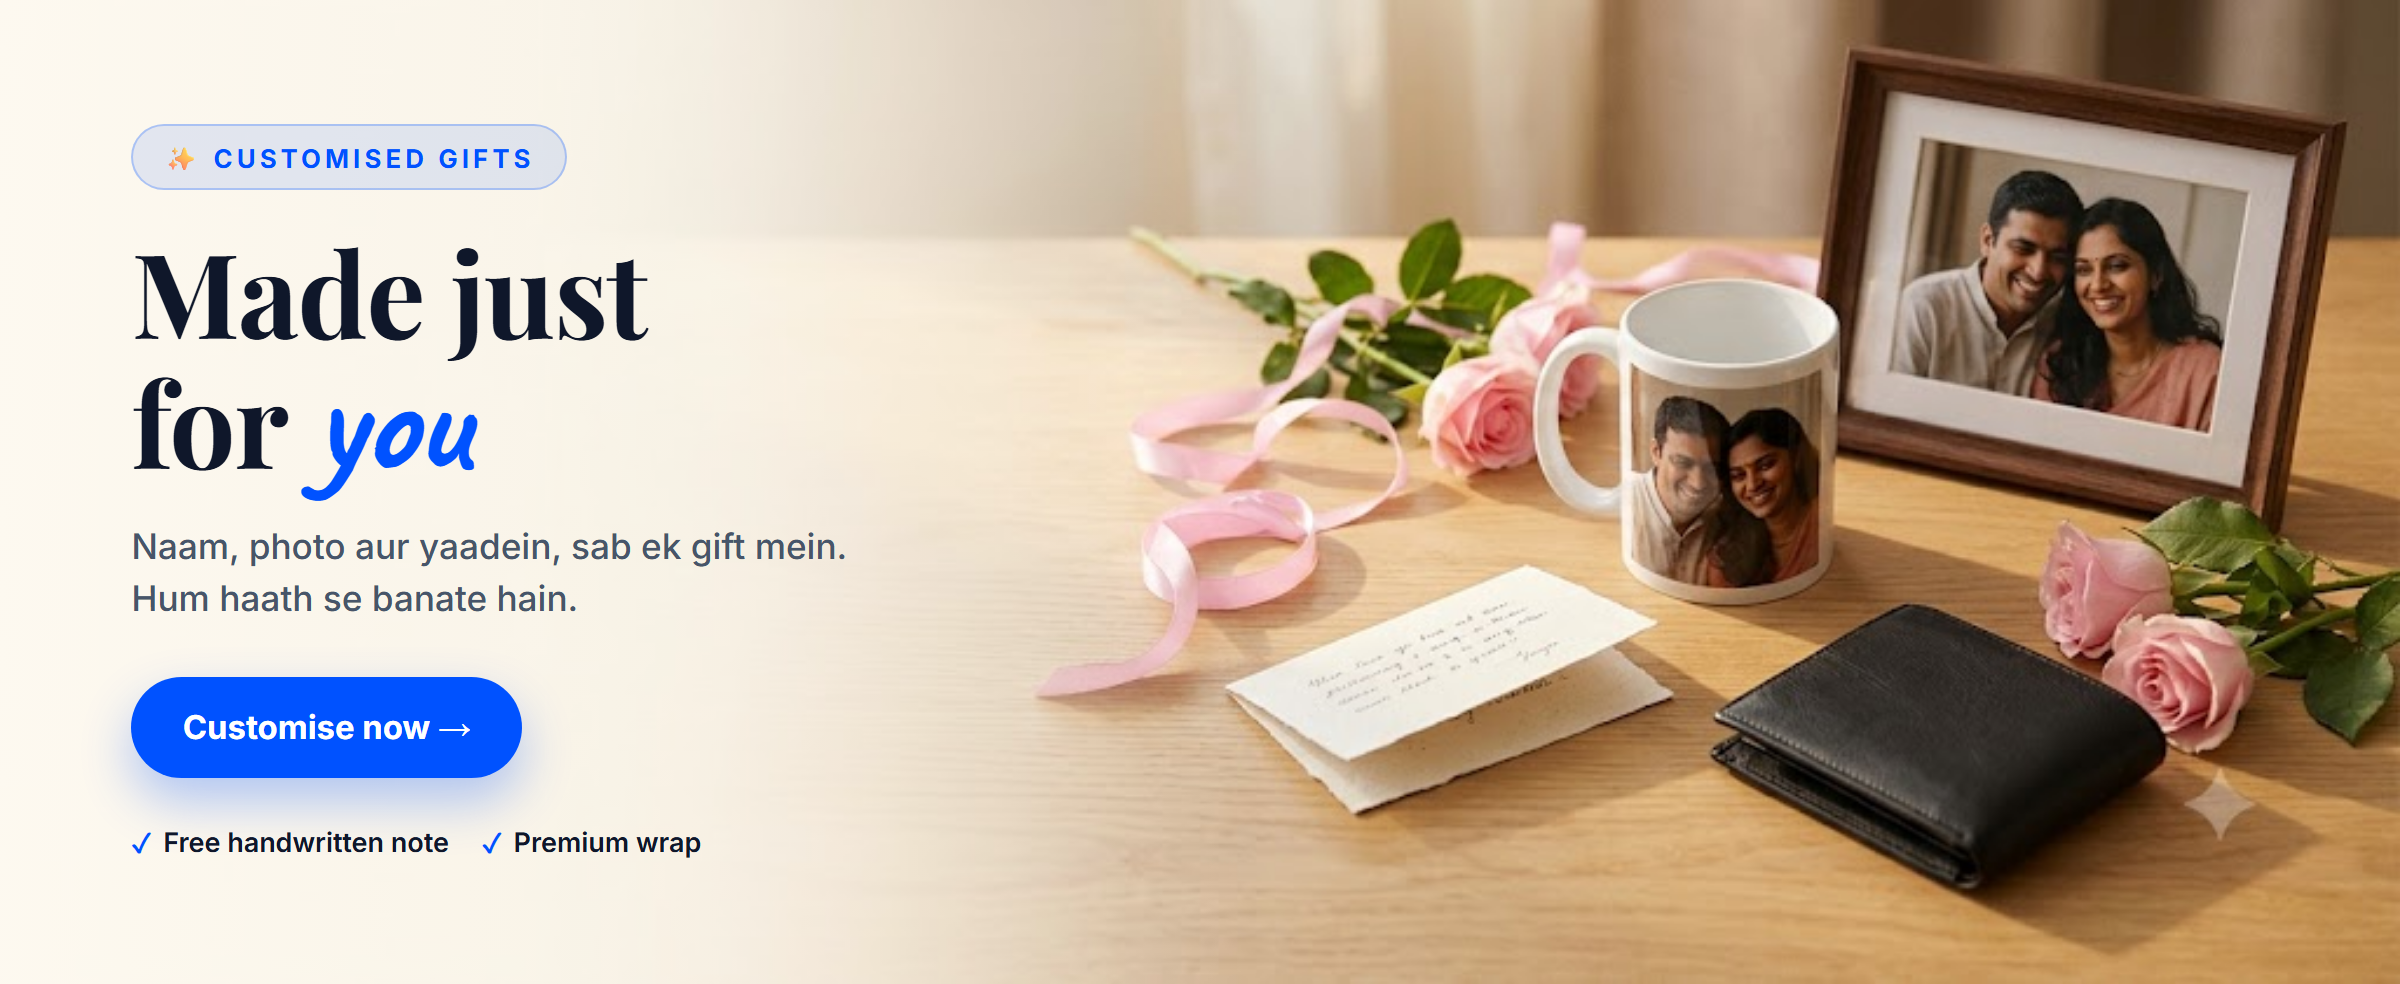 ✨ CUSTOMISED GIFTS
Made just
for you
Naam, photo aur yaadein, sab ek gift mein.
Hum haath se banate hain.
Customise now →
✓ Free handwritten note ✓ Premium wrap